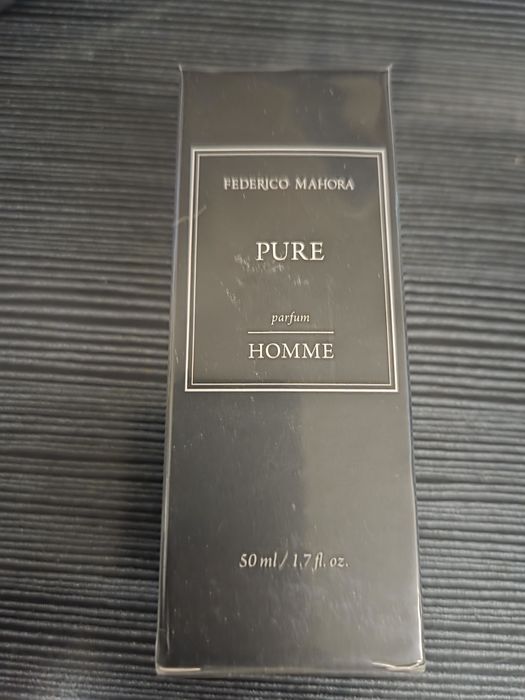 FEDERICO MAHORA
PURE
parfum
HOMME
50 ml / 1.7 fl. oz.